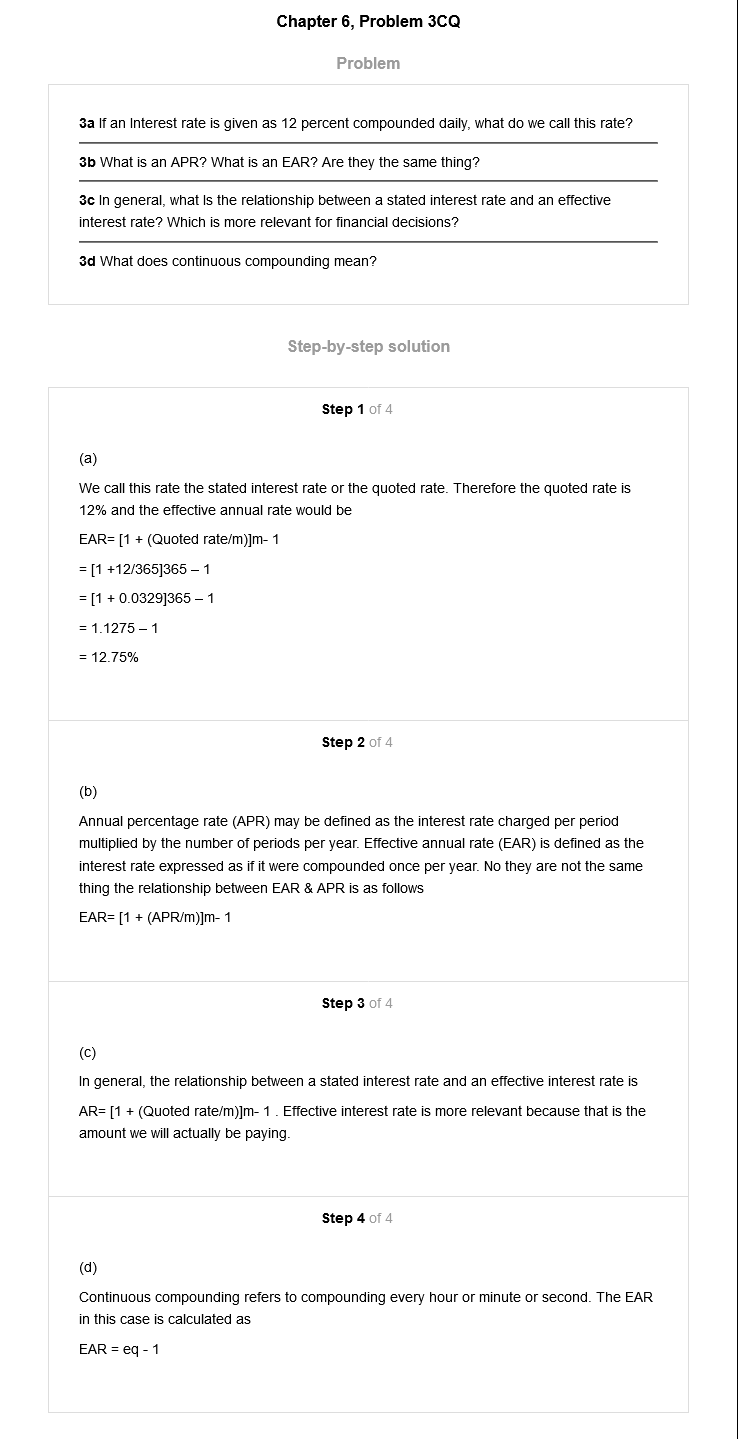 Chapter 6, Problem 3CQ
Problem
3a If an Interest rate is given as 12 percent compounded daily, what do we call this rate?
3b What is an APR? What is an EAR? Are they the same thing?
3c In general, what Is the relationship between a stated interest rate and an effective
interest rate? Which is more relevant for financial decisions?
3d What does continuous compounding mean?
Step-by-step solution
Step 1 of 4
(a)
We call this rate the stated interest rate or the quoted rate. Therefore the quoted rate is
12% and the effective annual rate would be
EAR= [1 + (Quoted rate/m)]m- 1
= [1 +12/365]365 – 1
= [1 + 0.0329]365 – 1
= 1.1275 – 1
= 12.75%
Step 2 of 4
(b)
Annual percentage rate (APR) may be defined as the interest rate charged per period
multiplied by the number of periods per year. Effective annual rate (EAR) is defined as the
interest rate expressed as if it were compounded once per year. No they are not the same
thing the relationship between EAR & APR is as follows
EAR= [1 + (APR/m)]m- 1
Step 3 of 4
(c)
In general, the relationship between a stated interest rate and an effective interest rate is
AR= [1 + (Quoted rate/m)]m- 1 . Effective interest rate is more relevant because that is the
amount we will actually be paying.
Step 4 of 4
(d)
Continuous compounding refers to compounding every hour or minute or second. The EAR
in this case is calculated as
EAR = eq - 1